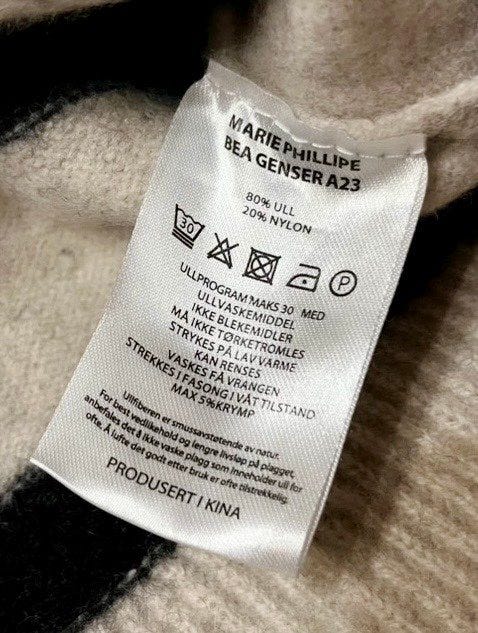 MARIE PHILLIPE
BEA GENSER A23
80% ULL
20% NYLON
30
P
ULLPROGRAM MAKS 30° MED
ULLVASKEMIDDEL
IKKE BLEKEMIDLER
MÅ IKKE TØRKETROMLES
STRYKES PÅ LAV VARME
KAN RENSES
VASKES PÅ VRANGEN
STREKKES I FASONG I VÅT TILSTAND
MAX 5% KRYMP
Ullfiberen er smussavstøtende av natur.
For best vedlikehold og lengre livsløp på plagget,
anbefales det å ikke vaske plagg som inneholder ull for
ofte. Å lufte det godt etter bruk er ofte tilstrekkelig.
PRODUSERT I KINA